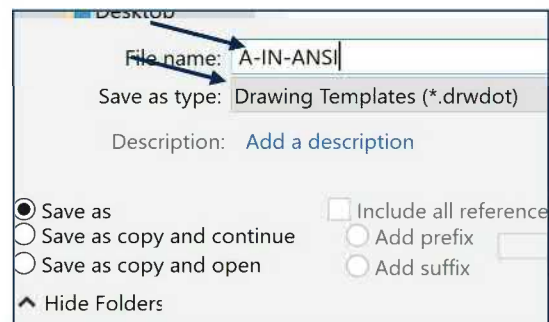 Desktop
File name: A-IN-ANSI
Save as type: Drawing Templates (*.drwdot)
Description: Add a description
Save as
Include all reference
Save as copy and continue
Add prefix
Save as copy and open
Add suffix
Hide Folders